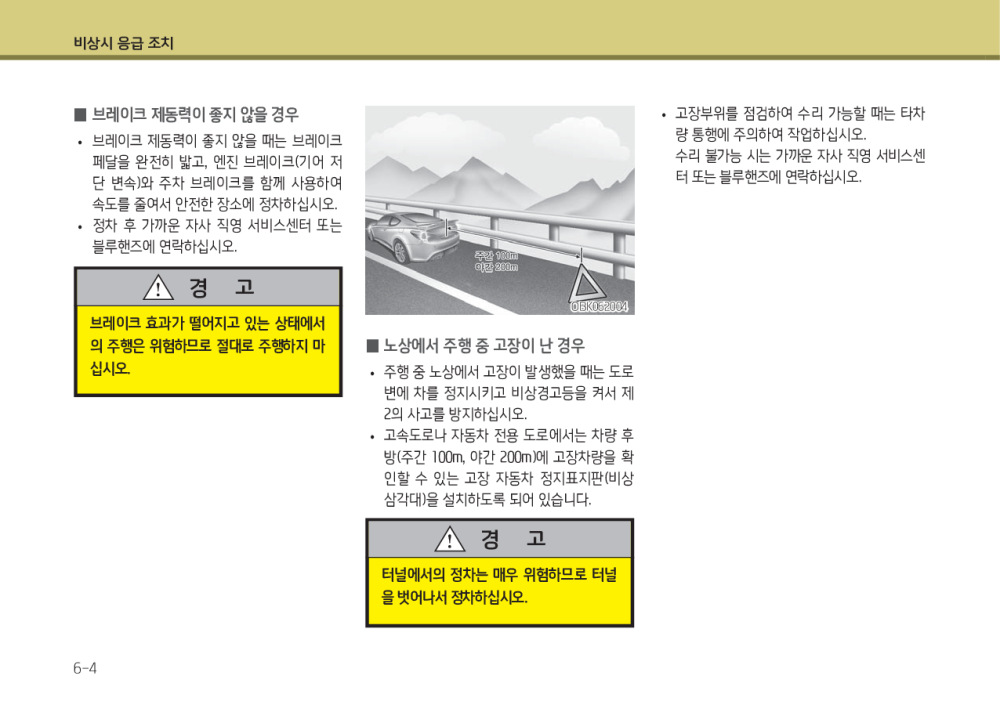 비상시 응급 조치
■ 브레이크 제동력이 좋지 않을 경우
• 브레이크 제동력이 좋지 않을 때는 브레이크
페달을 완전히 밟고, 엔진 브레이크(기어 저
단 변속)와 주차 브레이크를 함께 사용하여
속도를 줄여서 안전한 장소에 정차하십시오.
• 정차 후 가까운 자사 직영 서비스센터 또는
블루핸즈에 연락하십시오.
경 고
브레이크 효과가 떨어지고 있는 상태에서
의 주행은 위험하므로 절대로 주행하지 마
십시오.
주간 100m
야간 200m
OBK062004
■ 노상에서 주행 중 고장이 난 경우
• 주행 중 노상에서 고장이 발생했을 때는 도로
변에 차를 정지시키고 비상경고등을 켜서 제
2의 사고를 방지하십시오.
• 고속도로나 자동차 전용 도로에서는 차량 후
방(주간 100m, 야간 200m)에 고장차량을 확
인할 수 있는 고장 자동차 정지표지판(비상
삼각대)을 설치하도록 되어 있습니다.
경 고
터널에서의 정차는 매우 위험하므로 터널
을 벗어나서 정차하십시오.
• 고장부위를 점검하여 수리 가능할 때는 타차
량 통행에 주의하여 작업하십시오.
수리 불가능 시는 가까운 자사 직영 서비스센
터 또는 블루핸즈에 연락하십시오.
6-4